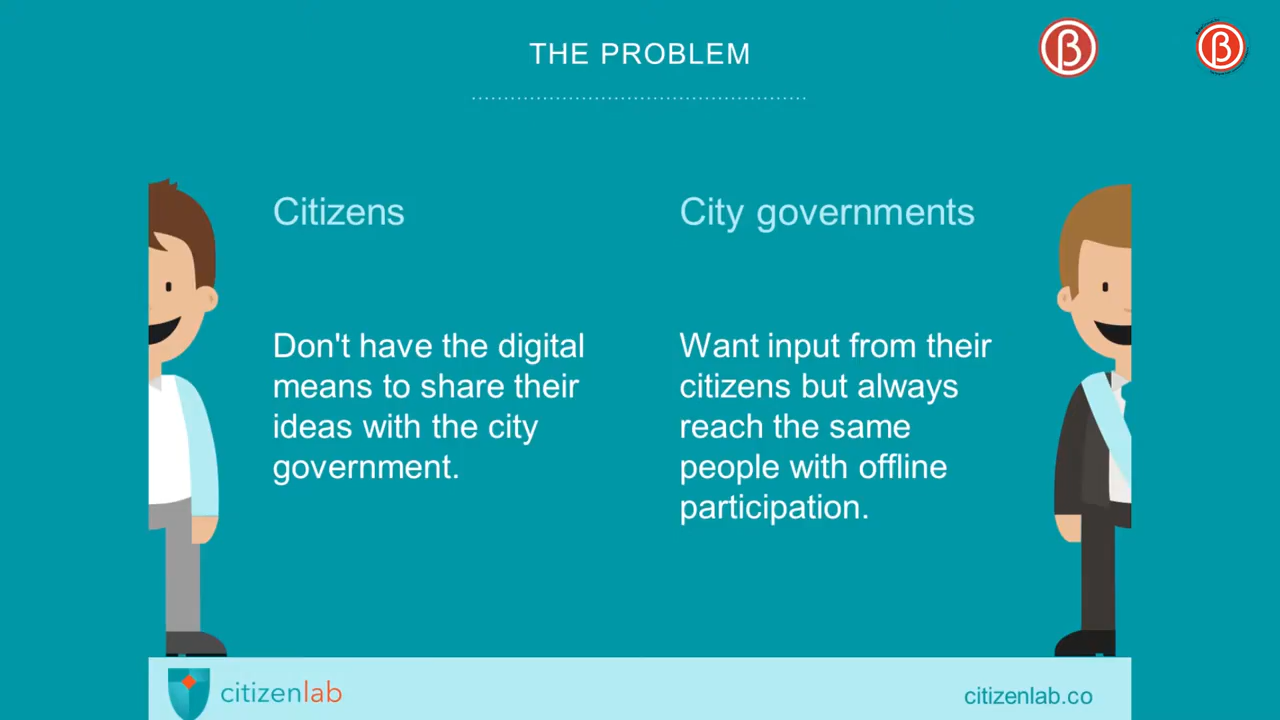 THE PROBLEM
Citizens
Don't have the digital
means to share their
ideas with the city
government.
City governments
Want input from their
citizens but always
reach the same
people with offline
participation.
citizenlab
citizenlab.co